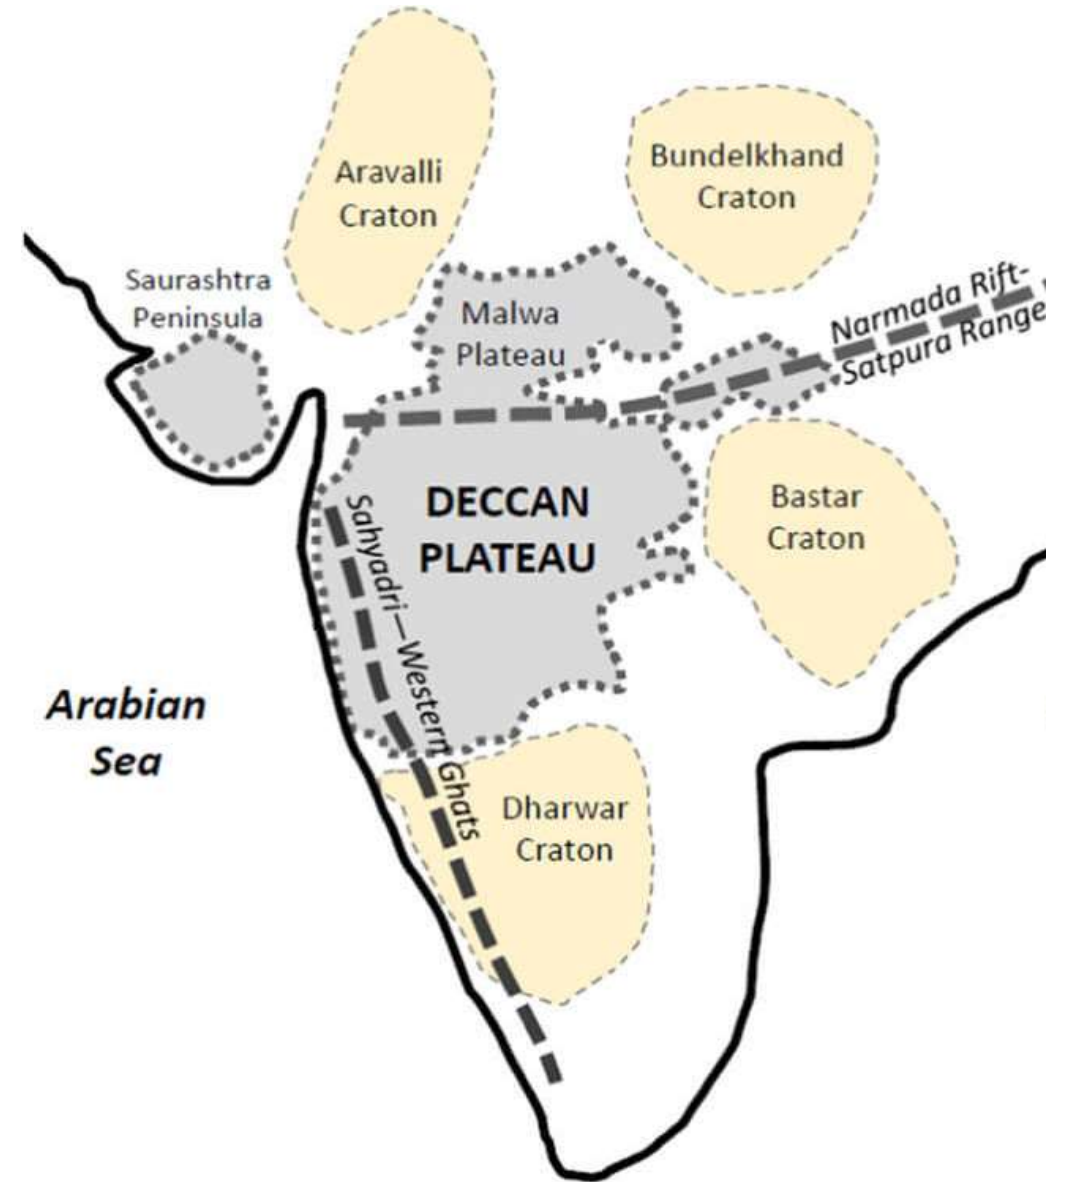 Aravalli
Craton
Bundelkhand
Craton
Saurashtra
Peninsula
Malwa
Plateau
Narmada Rift-
Satpura Range
DECCAN
PLATEAU
Bastar
Craton
Sahyadri—Western Ghats
Arabian
Sea
Dharwar
Craton